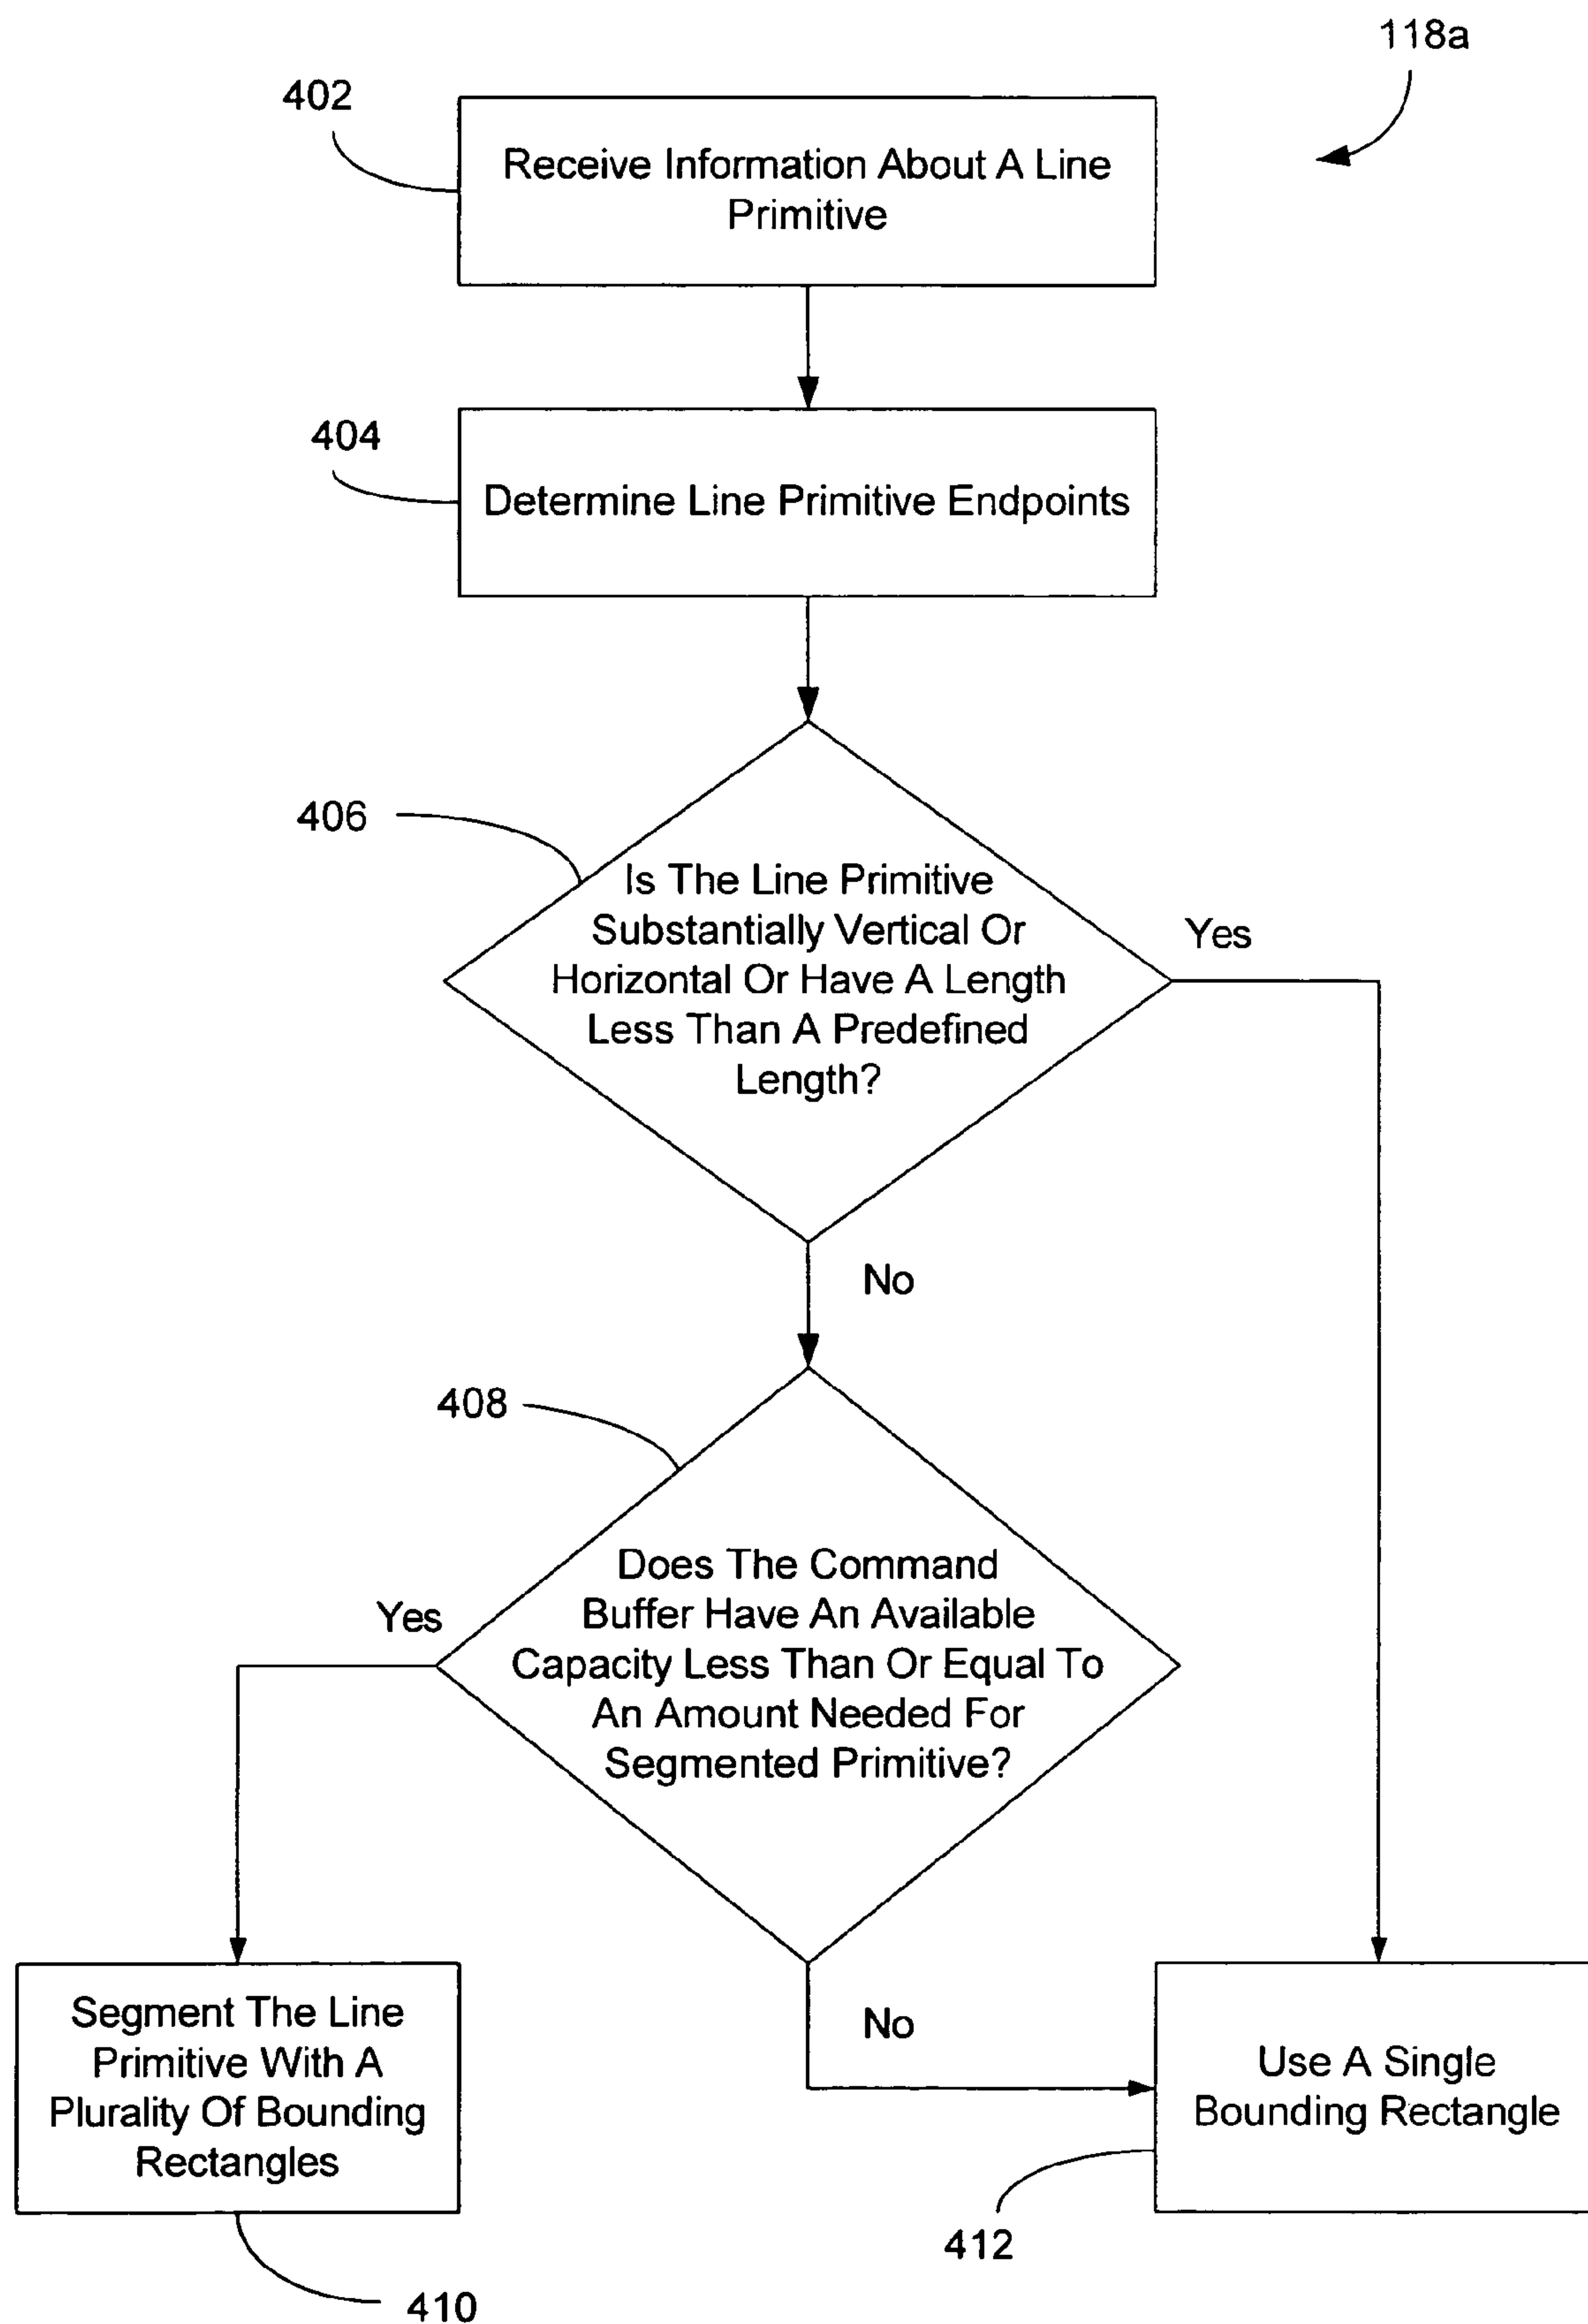 118a
402
Receive Information About A Line
Primitive
404
Determine Line Primitive Endpoints
406
Is The Line Primitive
Substantially Vertical Or
Horizontal Or Have A Length
Less Than A Predefined
Length?
Yes
No
408
Does The Command
Buffer Have An Available
Capacity Less Than Or Equal To
An Amount Needed For
Segmented Primitive?
Yes
No
Segment The Line
Primitive With A
Plurality Of Bounding
Rectangles
410
Use A Single
Bounding Rectangle
412